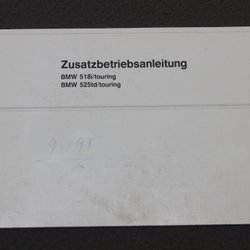 Zusatzbetriebsanleitung
BMW 518i/touring
BMW 525td/touring